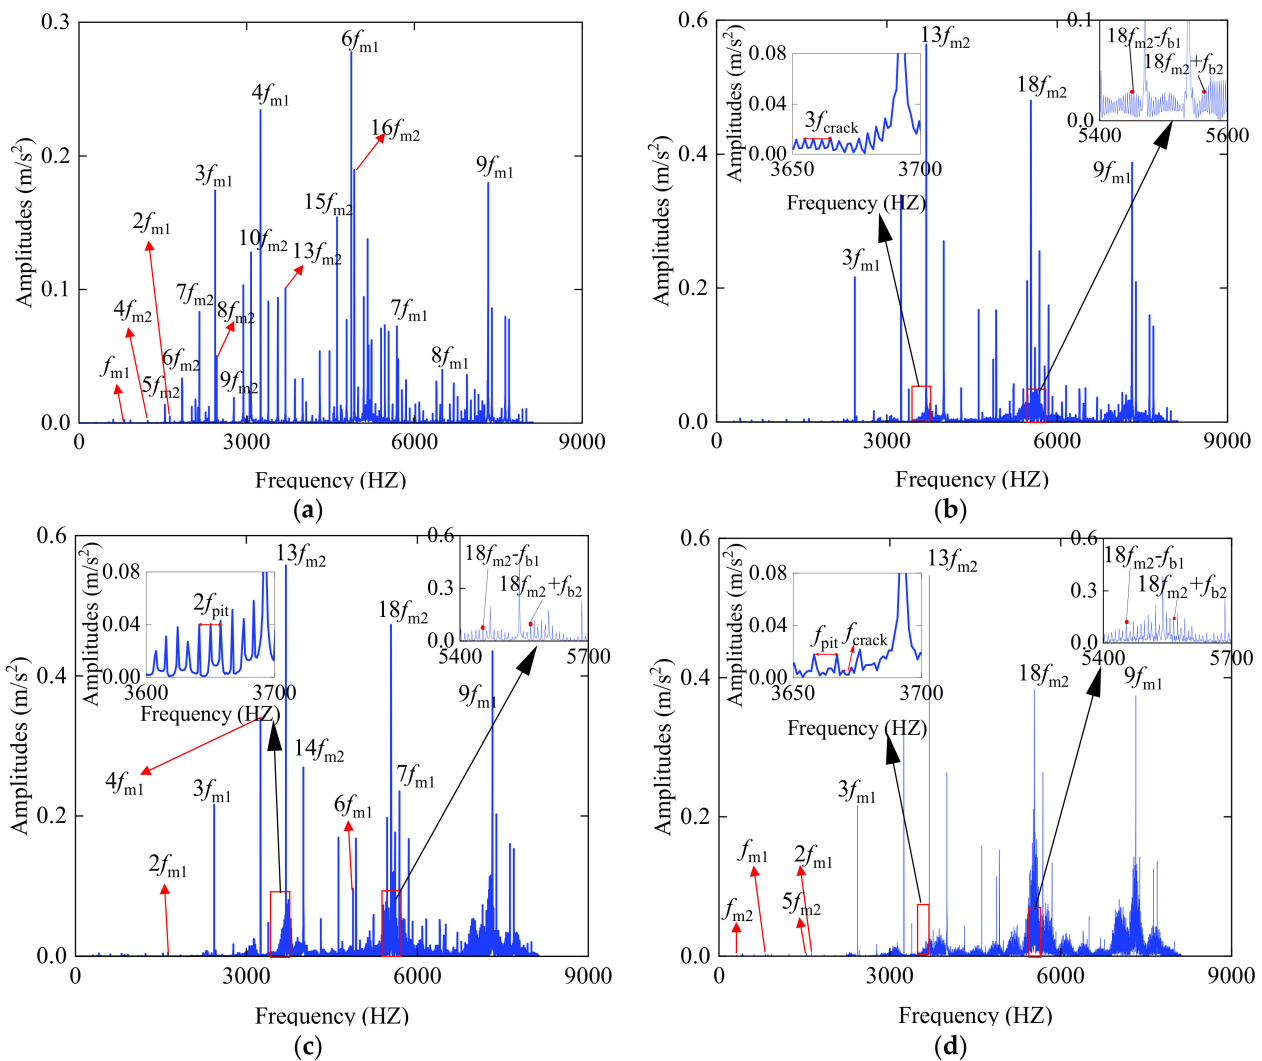 0.3
0.2
0.1
0.0
Amplitudes (m/s²)
6fm1
4fm1
16fm2
3fm1
9fm1
2fm1
15fm2
10fm2
13fm2
7fm2
4fm2
8fm2
7fm1
fm1
6fm2
8fm1
5fm2
9fm2
0 3000 6000 9000
Frequency (HZ)
(a)
0.6
0.4
0.2
0.0
Amplitudes (m/s²)
13fm2
18fm2
9fm1
3fm1
Amplitudes (m/s²)
0.08
0.04
0.00
3fcrack
3650 3700
Frequency (HZ)
0.1
18fm2-fb1
18fm2+fb2
0.0
5400 5600
0 3000 6000 9000
Frequency (HZ)
(b)
0.6
0.4
0.2
0.0
Amplitudes (m/s²)
13fm2
18fm2
9fm1
4fm1
14fm2
3fm1
7fm1
6fm1
2fm1
Amplitudes (m/s²)
0.08
0.04
0.00
2fpit
3600 3700
Frequency (HZ)
0.6
0.3
0.0
18fm2-fb1
18fm2+fb2
5400 5700
0 3000 6000 9000
Frequency (HZ)
(c)
0.6
0.4
0.2
0.0
Amplitudes (m/s²)
13fm2
18fm2
9fm1
3fm1
fm1
2fm1
fm2
5fm2
Amplitudes (m/s²)
0.08
0.04
0.00
fpit
fcrack
3650 3700
Frequency (HZ)
0.6
0.3
0.0
18fm2-fb1
18fm2+fb2
5400 5700
0 3000 6000 9000
Frequency (HZ)
(d)